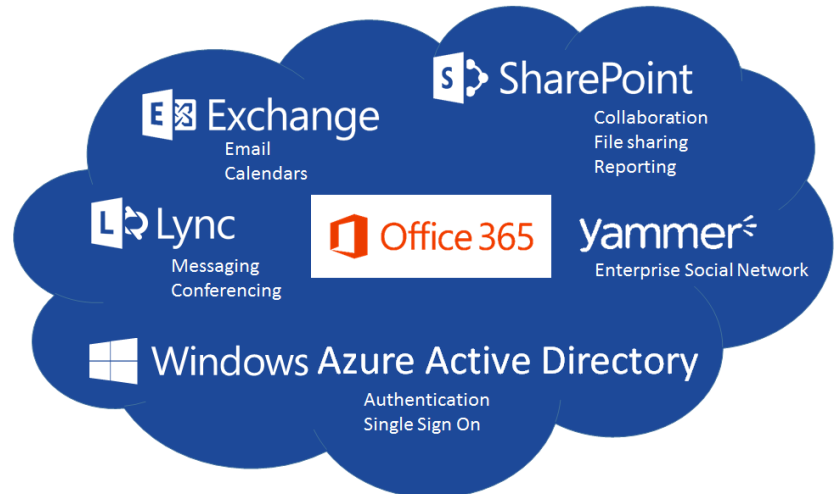 SharePoint
Collaboration
File sharing
Reporting
Exchange
Email
Calendars
Lync
Messaging
Conferencing
Office 365
yammer
Enterprise Social Network
Windows Azure Active Directory
Authentication
Single Sign On